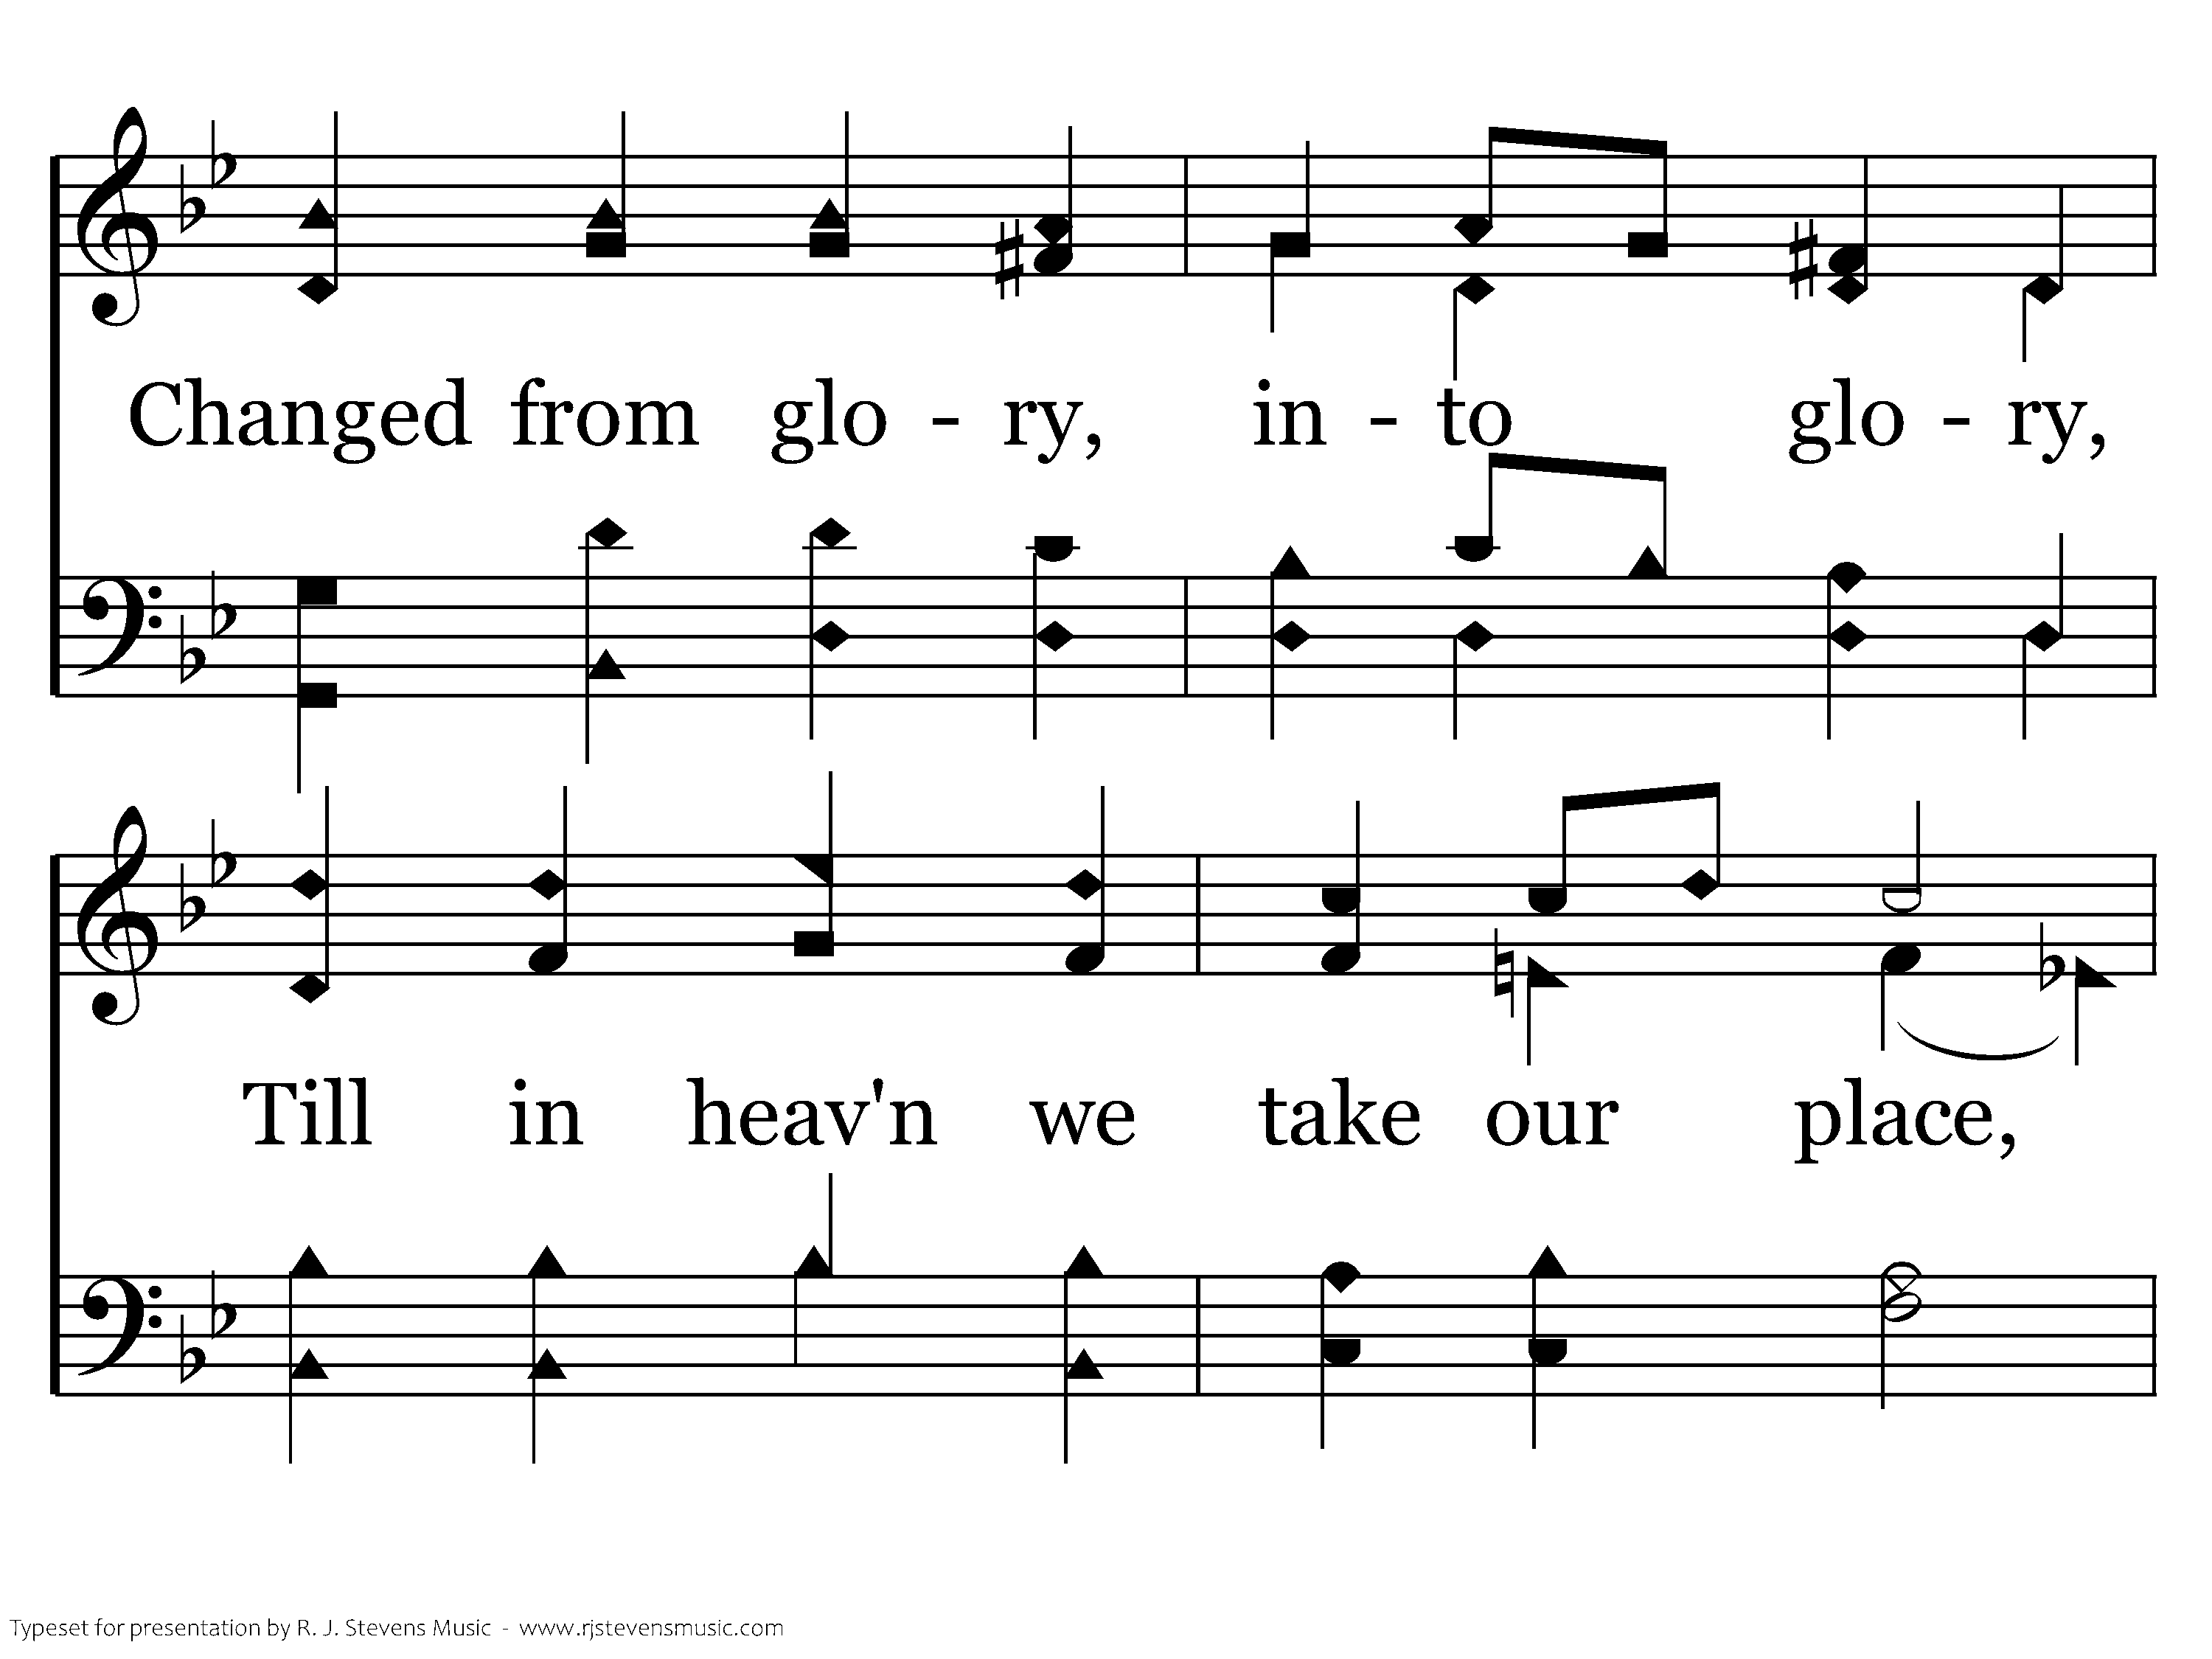 Changed from glo - ry, in - to glo - ry,
Till in heav'n we take our place,
Typeset for presentation by R. J. Stevens Music - www.rjstevensmusic.com